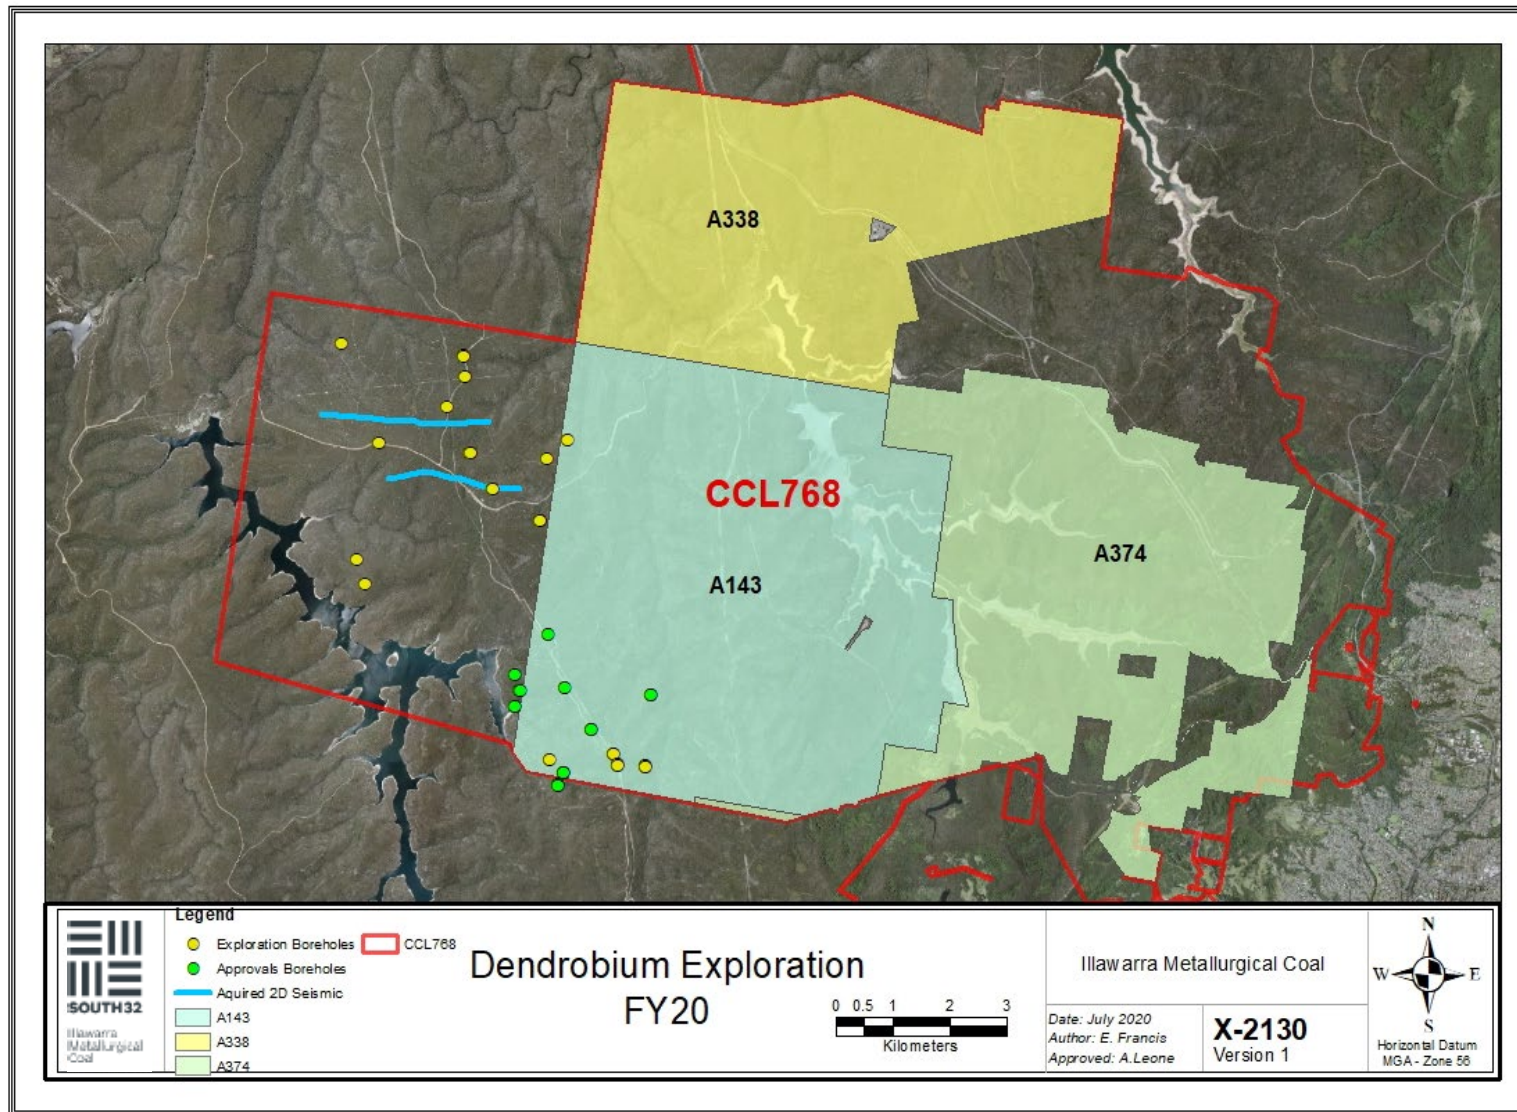 A338
CCL768
A374
A143
Legend
Exploration Boreholes
CCL768
Approvals Boreholes
Aquired 2D Seismic
A143
A338
A374
SOUTH32
Illawarra
Metallurgical
Coal
Dendrobium Exploration
FY20
0 0.5 1 2 3
Kilometers
Illawarra Metallurgical Coal
Date: July 2020
Author: E. Francis
Approved: A.Leone
X-2130
Version 1
N
W E
S
Horizontal Datum
MGA - Zone 56